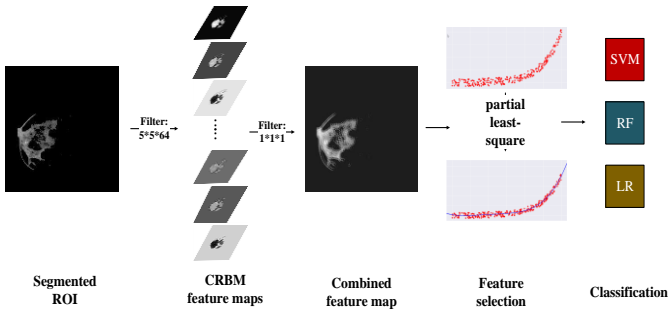 Filter:
5*5*64
Filter:
1*1*1
partial
least-
square
SVM
RF
LR
Segmented
ROI
CRBM
feature maps
Combined
feature map
Feature
selection
Classification